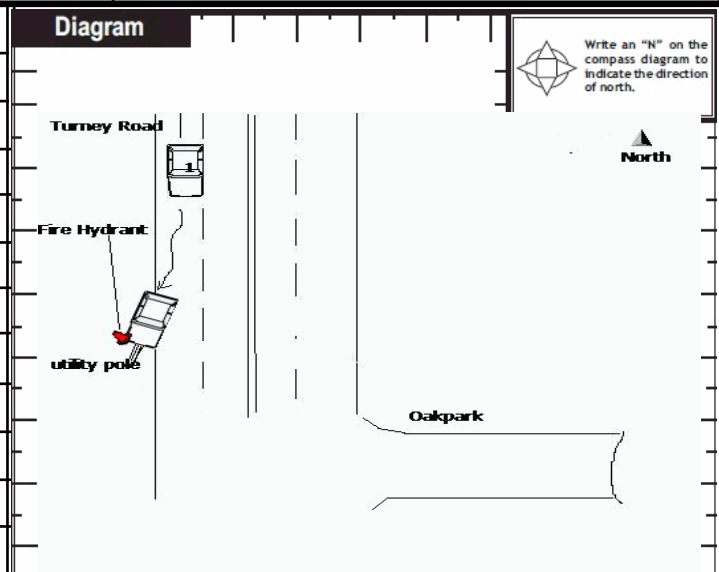 Diagram
Write an "N" on the
compass diagram to
indicate the direction
of north.
Turney Road
North
1
Fire Hydrant
utility pole
Oakpark